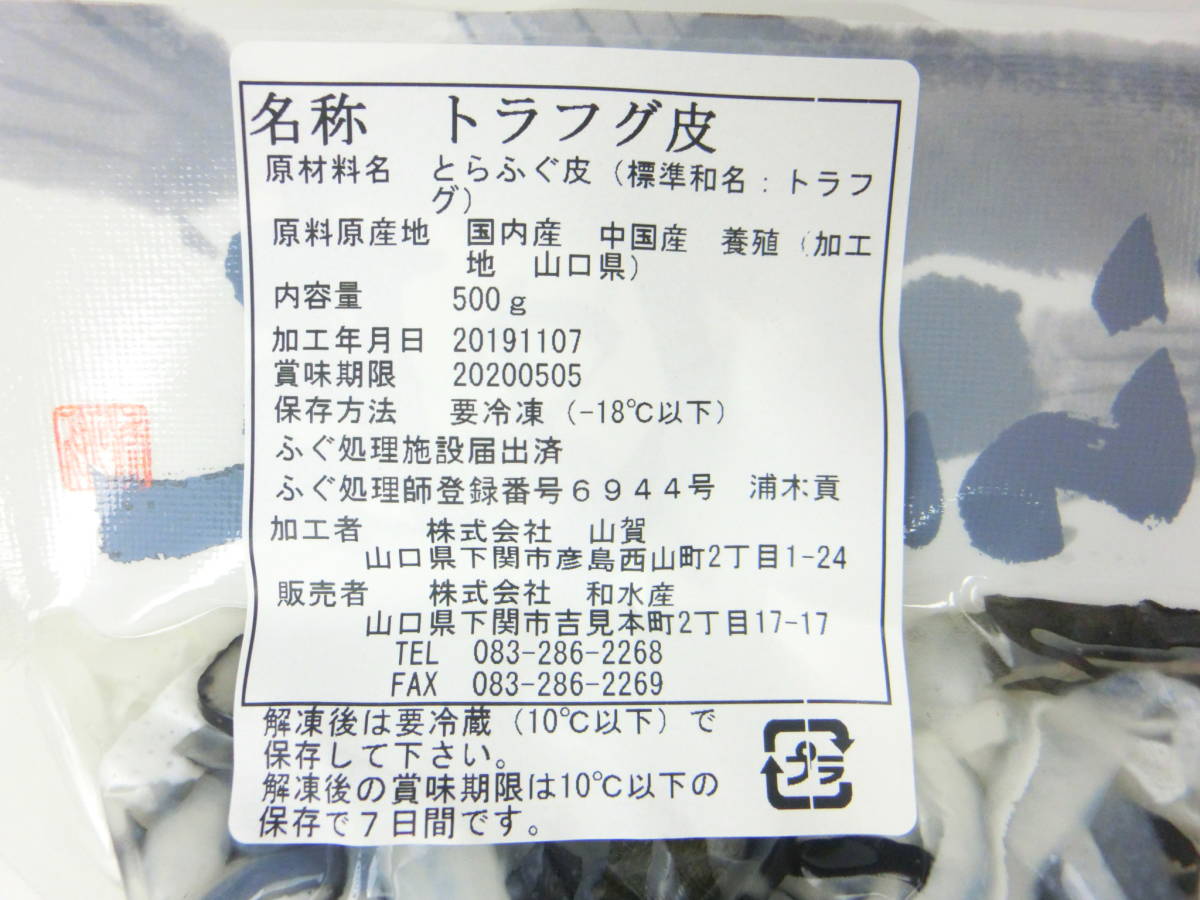 名称 トラフグ皮
原材料名 とらふぐ皮（標準和名：トラフ
グ）
原料原産地 国内産 中国産 養殖（加工
地 山口県）
内容量 500g
加工年月日 20191107
賞味期限 20200505
保存方法 要冷凍（-18℃以下）
ふぐ処理施設届出済
ふぐ処理師登録番号６９４４号 浦木貢
加工者 株式会社 山賀
山口県下関市彦島西山町2丁目1-24
販売者 株式会社 和水産
山口県下関市吉見本町2丁目17-17
TEL 083-286-2268
FAX 083-286-2269
解凍後は要冷蔵（10℃以下）で
保存して下さい。
解凍後の賞味期限は10℃以下の
保存で７日間です。
プラ